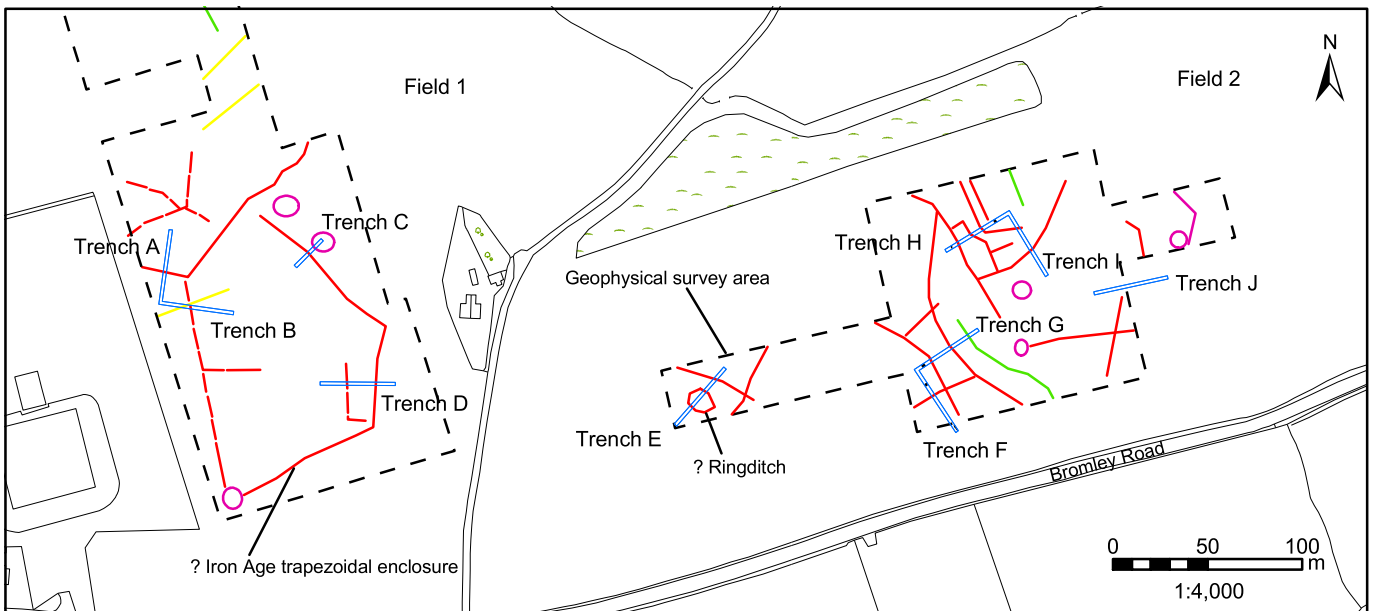 N
Field 1
Field 2
Trench C
Trench A
Trench H
Trench I
Geophysical survey area
Trench J
Trench B
Trench G
Trench D
Trench E
Trench F
? Ringditch
Bromley Road
? Iron Age trapezoidal enclosure
0 50 100
m
1:4,000